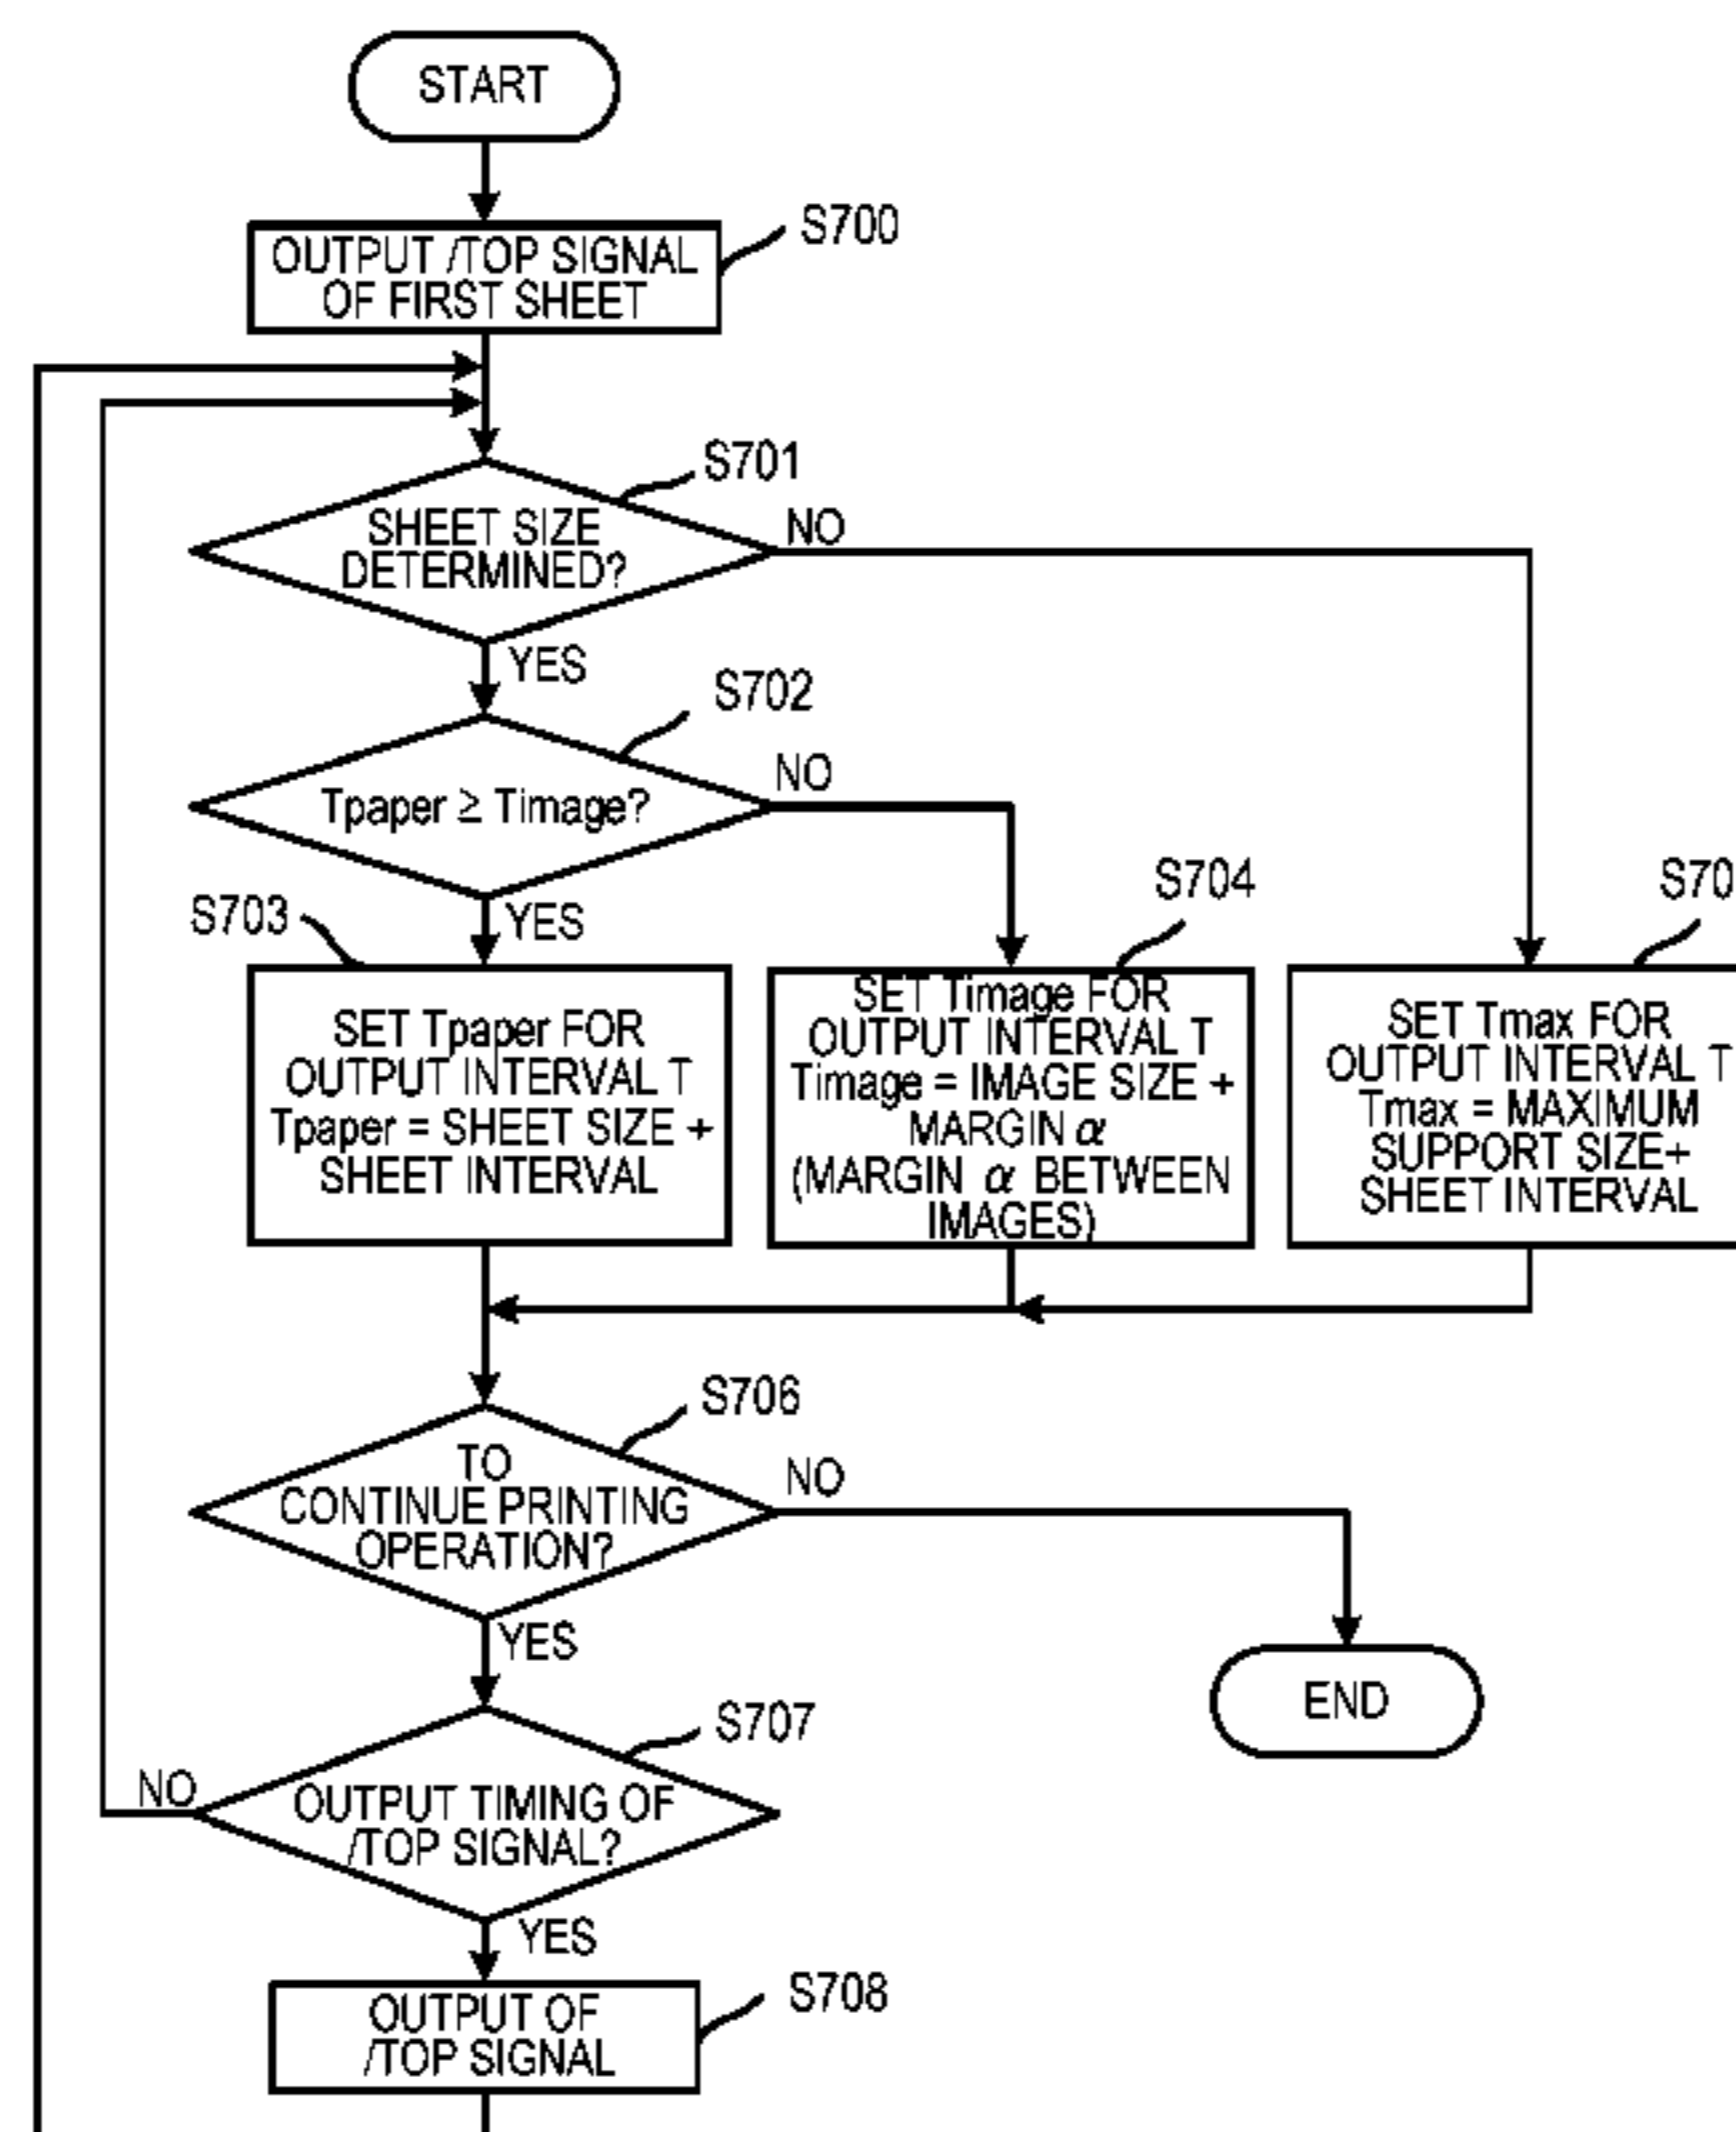 START
OUTPUT /TOP SIGNAL
OF FIRST SHEET
S700
SHEET SIZE
DETERMINED?
S701
NO
YES
Tpaper ≥ Timage?
S702
NO
YES
S703
SET Tpaper FOR
OUTPUT INTERVAL T
Tpaper = SHEET SIZE +
SHEET INTERVAL
S704
SET Timage FOR
OUTPUT INTERVAL T
Timage = IMAGE SIZE +
MARGIN α
(MARGIN α BETWEEN
IMAGES)
S70
SET Tmax FOR
OUTPUT INTERVAL T
Tmax = MAXIMUM
SUPPORT SIZE+
SHEET INTERVAL
S706
TO
CONTINUE PRINTING
OPERATION?
NO
YES
END
S707
OUTPUT TIMING OF
/TOP SIGNAL?
NO
YES
OUTPUT OF
/TOP SIGNAL
S708